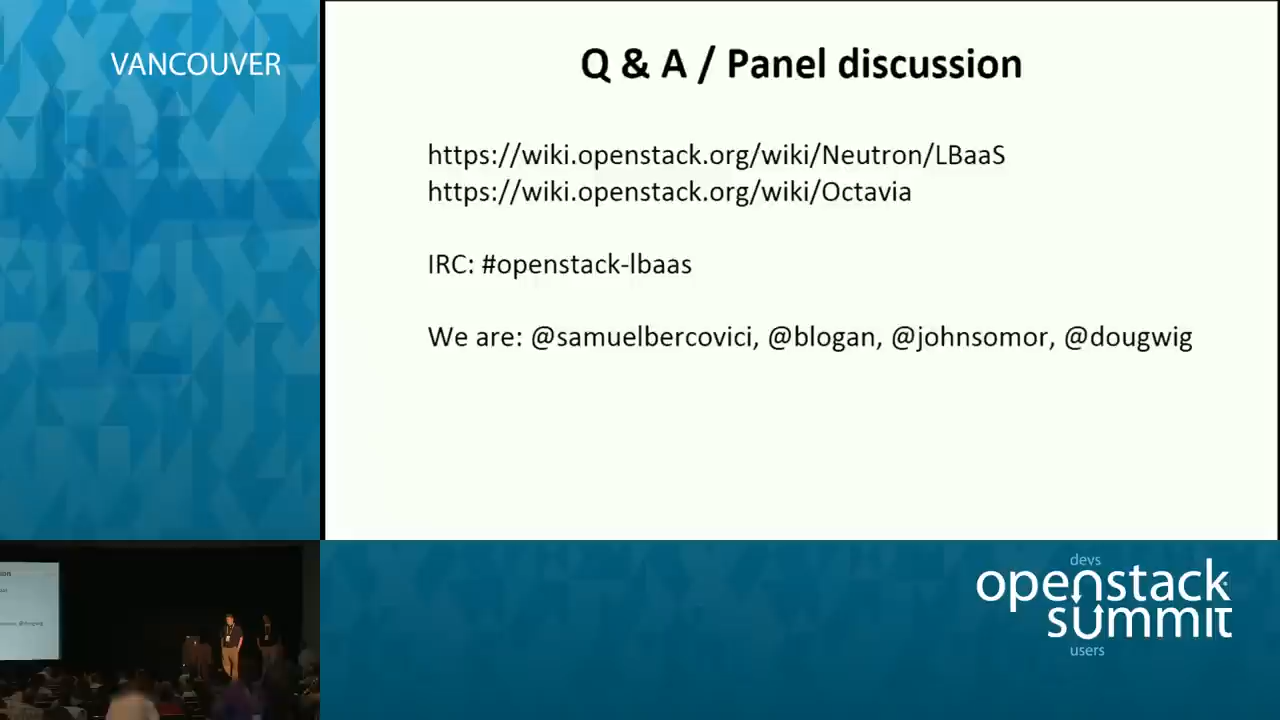 VANCOUVER
Q & A / Panel discussion
https://wiki.openstack.org/wiki/Neutron/LBaaS
https://wiki.openstack.org/wiki/Octavia
IRC: #openstack-lbaas
We are: @samuelbercovici, @blogan, @johnsomor, @dougwig
devs
openstack
summit
users